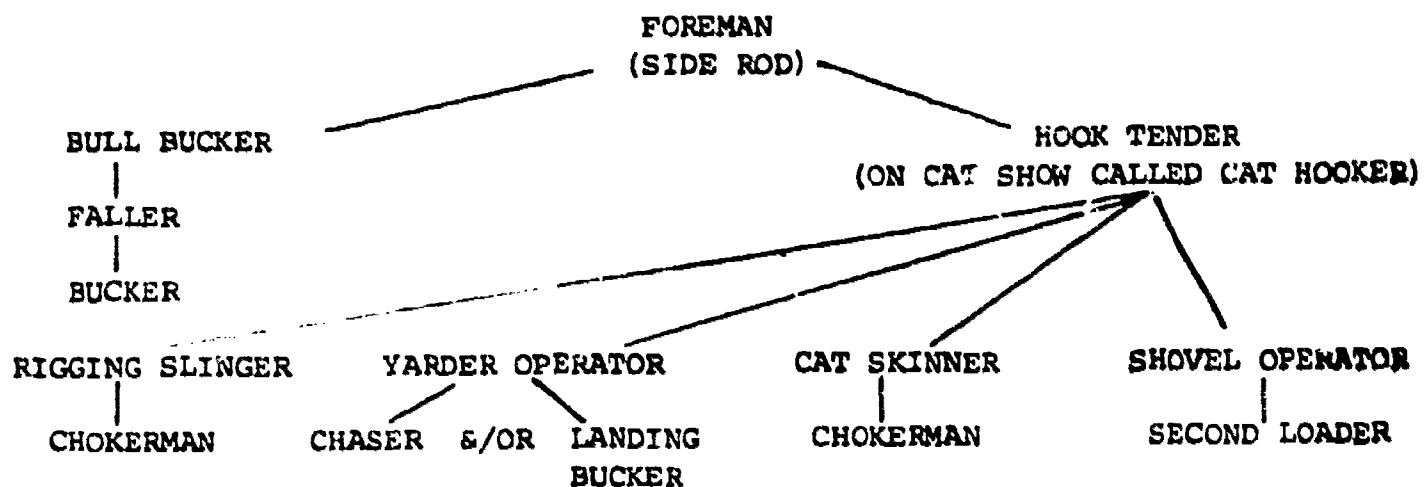 FOREMAN
(SIDE ROD)
BULL BUCKER
HOOK TENDER
(ON CAT SHOW CALLED CAT HOOKER)
FALLER
BUCKER
RIGGING SLINGER
YARDER OPERATOR
CAT SKINNER
SHOVEL OPERATOR
CHOKERMAN
CHASER &/OR LANDING
BUCKER
CHOKERMAN
SECOND LOADER